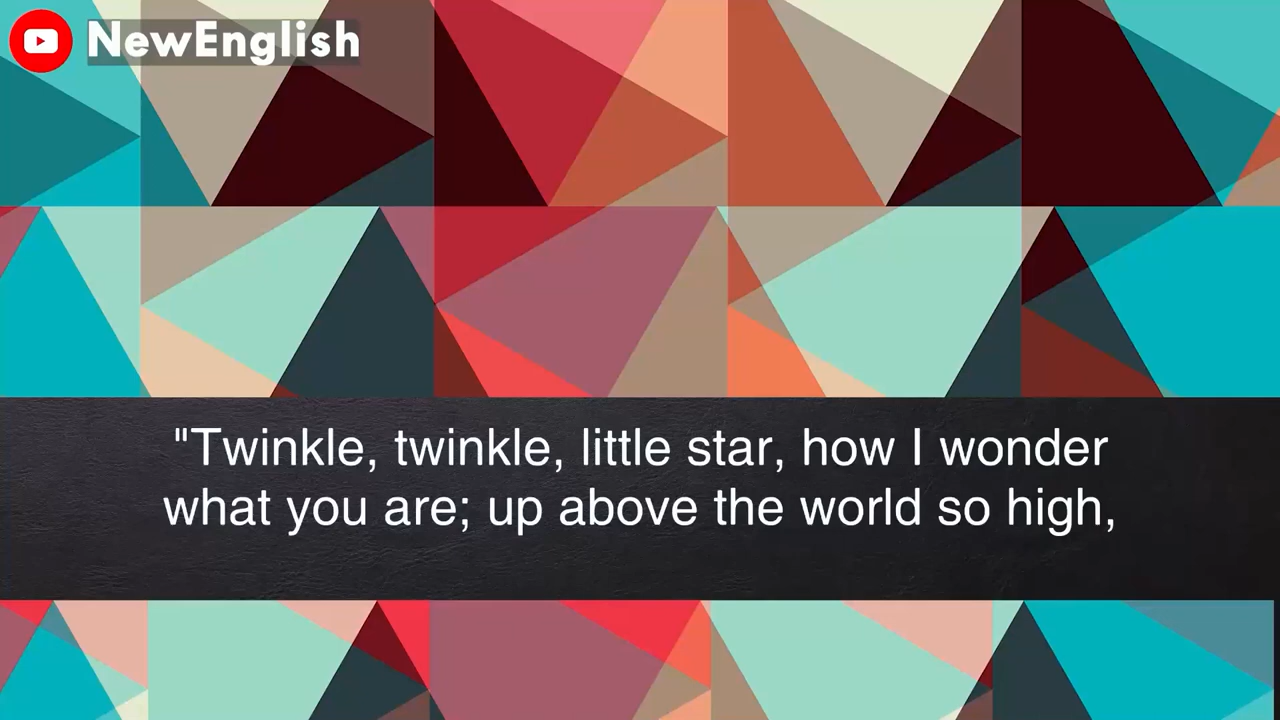 NewEnglish
"Twinkle, twinkle, little star, how I wonder
what you are; up above the world so high,